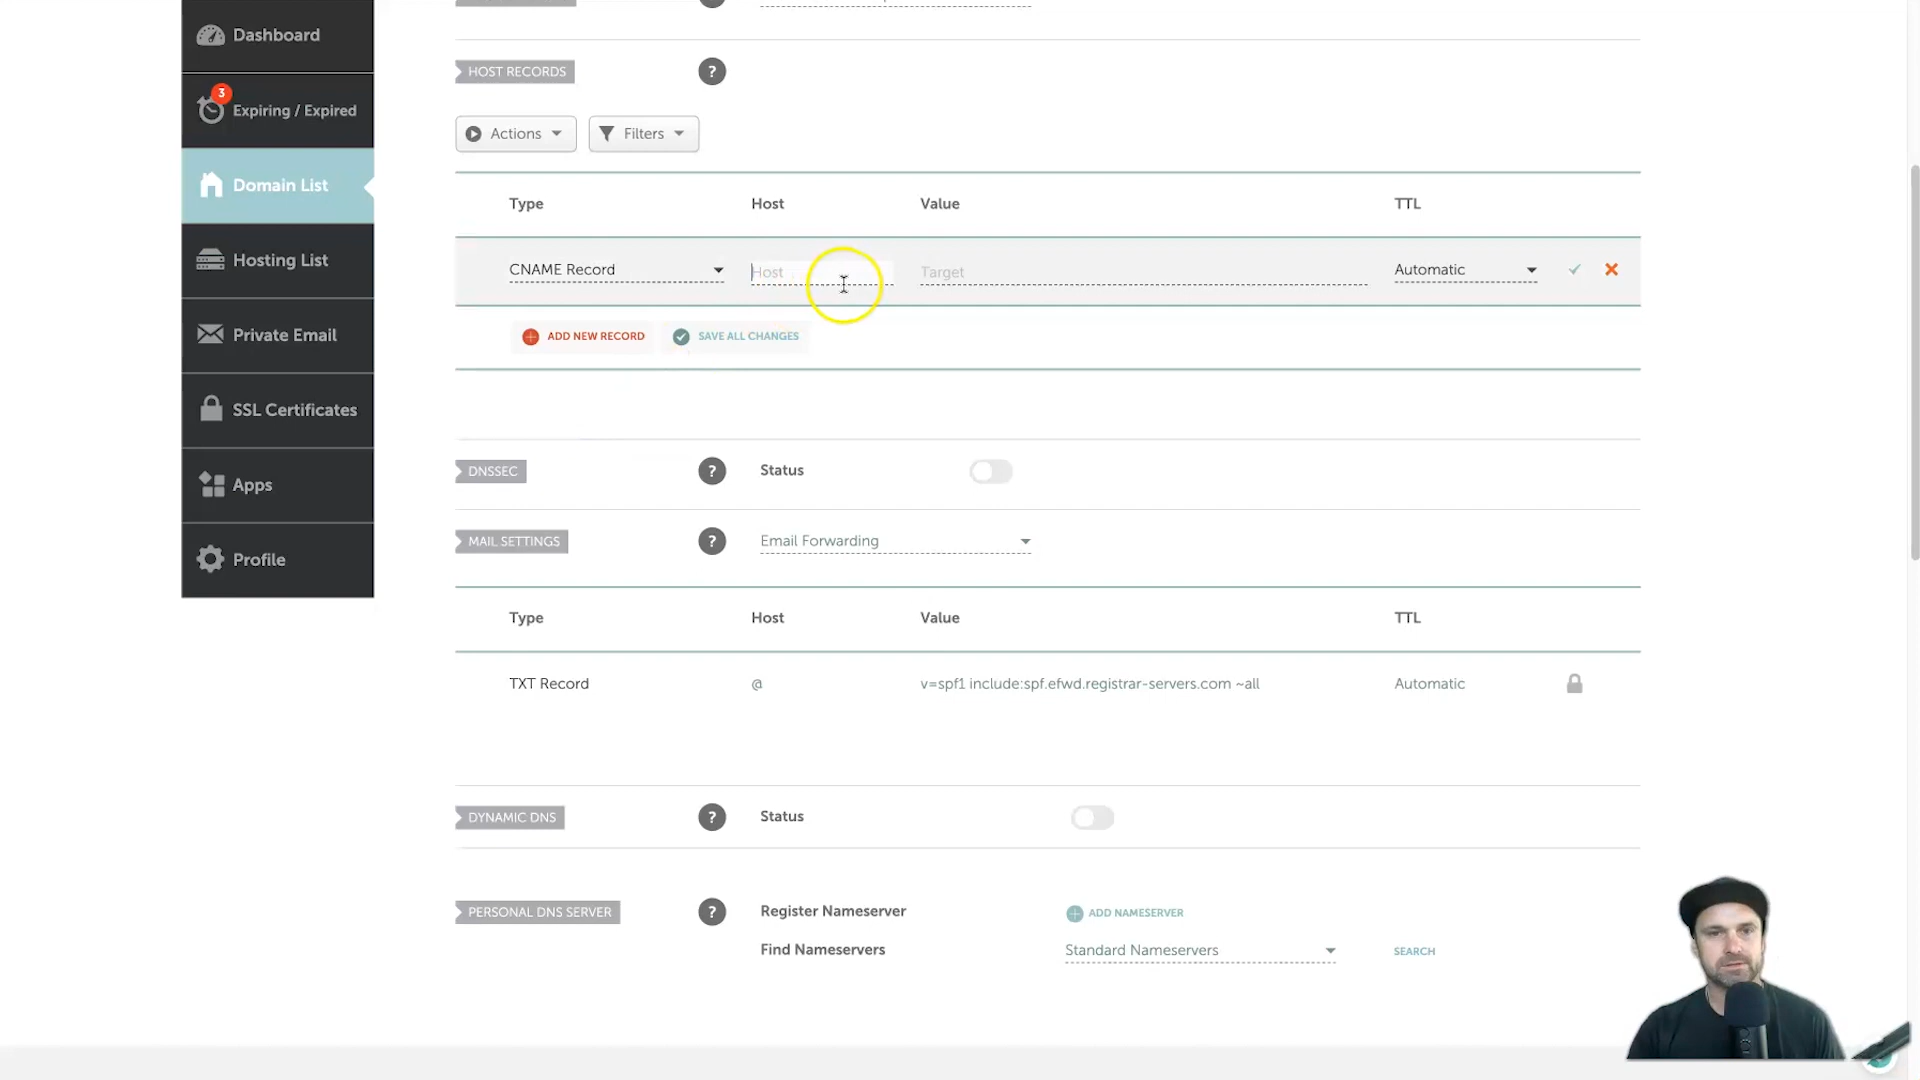 Dashboard
3
Expiring / Expired
Domain List
Hosting List
Private Email
SSL Certificates
Apps
Profile
HOST RECORDS ?
Actions Filters
Type Host Value TTL
CNAME Record Host Target Automatic
ADD NEW RECORD SAVE ALL CHANGES
DNSSEC ? Status
MAIL SETTINGS ? Email Forwarding
Type Host Value TTL
TXT Record @ v=spf1 include:spf.efwd.registrar-servers.com ~all Automatic
DYNAMIC DNS ? Status
PERSONAL DNS SERVER ? Register Nameserver ADD NAMESERVER
Find Nameservers Standard Nameservers SEARCH